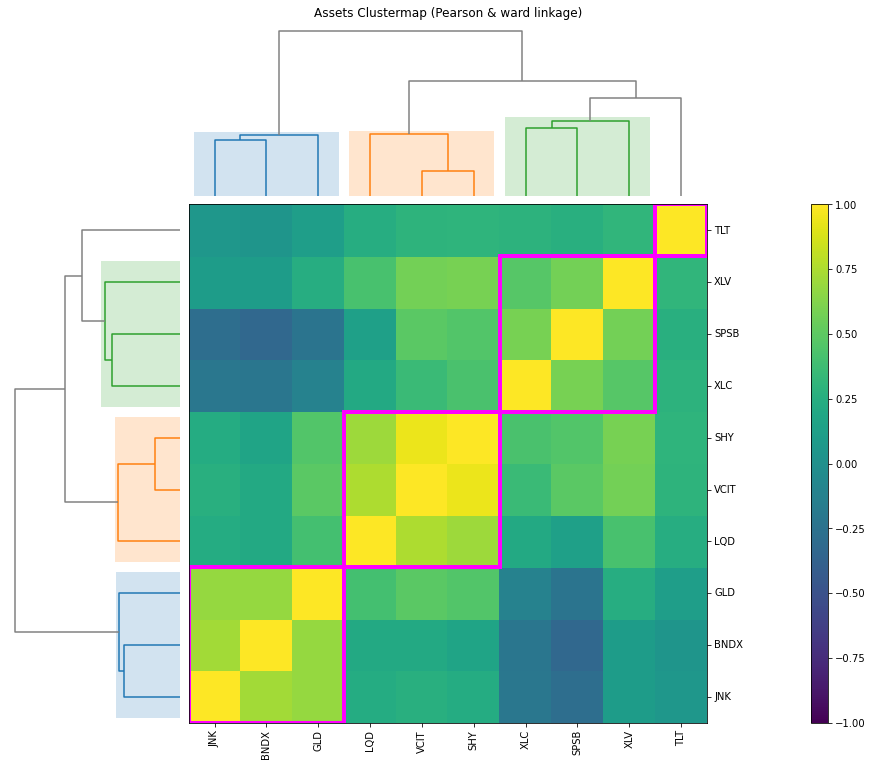 Assets Clustermap (Pearson & ward linkage)
TLT
XLV
SPSB
XLC
SHY
VCIT
LQD
GLD
BNDX
JNK
JNK
BNDX
GLD
LQD
VCIT
SHY
XLC
SPSB
XLV
TLT
1.00
0.75
0.50
0.25
0.00
−0.25
−0.50
−0.75
−1.00